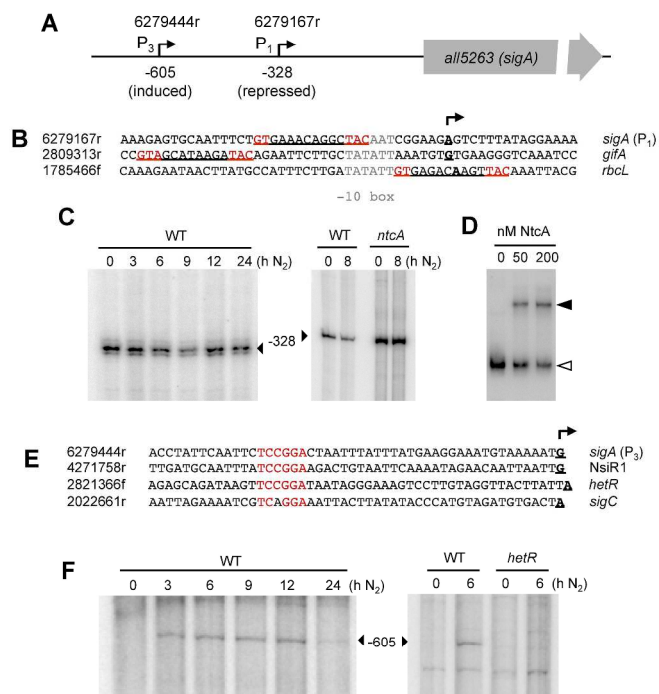 A
6279444r 6279167r
P3 P1
-605 -328
(induced) (repressed)
all5263 (sigA)
B
6279167r AAAGAGTGCAATTTCTGTGAAACAGGCTACAATCGGAAGAGTCTTTATAGGAAAA sigA (P1)
2809313r CCGTAGCATAAGATACAGAATTCTTGCTATATTAAATGTGTGAAGGGTCAAATCC gifA
1785466f CAAAGAATAACTTATGCCATTTCTTGATATATTGTGAGACAAGTTACAAATTACG rbcL
-10 box
C
WT
0 3 6 9 12 24 (h N2)
WT ntcA
0 8 0 8 (h N2)
-328
D
nM NtcA
0 50 200
E
6279444r ACCTATTCAATTCTCCGGACTAATTTATTTATGAAGGAAATGTAAAAATG sigA (P3)
4271758r TTGATGCAATTTATCCGGAAGACTGTAATTCAAAATAGAACAATTAATTG NsiR1
2821366f AGAGCAGATAAGTTCCGGATAATAGGGAAAGTCCTTGTAGGTTACTTATTA hetR
2022661r AATTAGAAAATCGTCAGGAAATTACTTATATACCCATGTAGATGTGACTA sigC
F
WT
0 3 6 9 12 24 (h N2)
WT hetR
0 6 0 6 (h N2)
-605